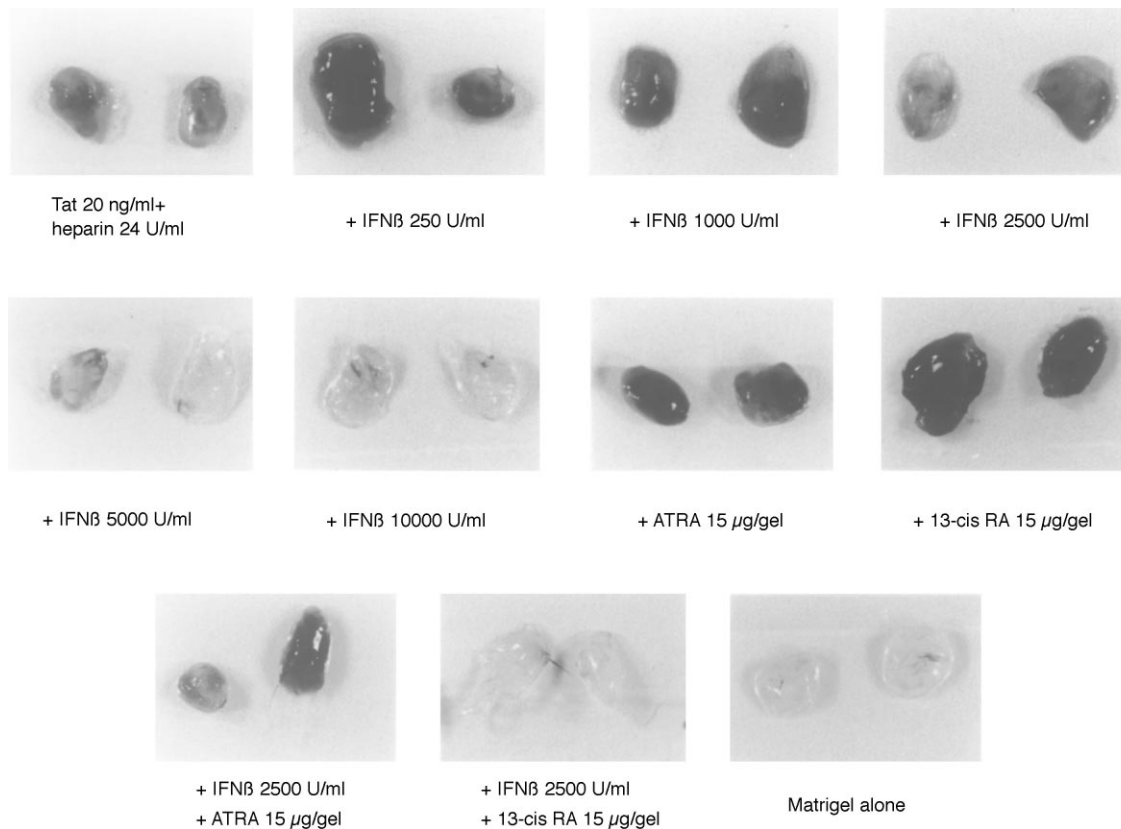 Tat 20 ng/ml+
heparin 24 U/ml
+ IFNß 250 U/ml
+ IFNß 1000 U/ml
+ IFNß 2500 U/ml
+ IFNß 5000 U/ml
+ IFNß 10000 U/ml
+ ATRA 15 µg/gel
+ 13-cis RA 15 µg/gel
+ IFNß 2500 U/ml
+ ATRA 15 µg/gel
+ IFNß 2500 U/ml
+ 13-cis RA 15 µg/gel
Matrigel alone